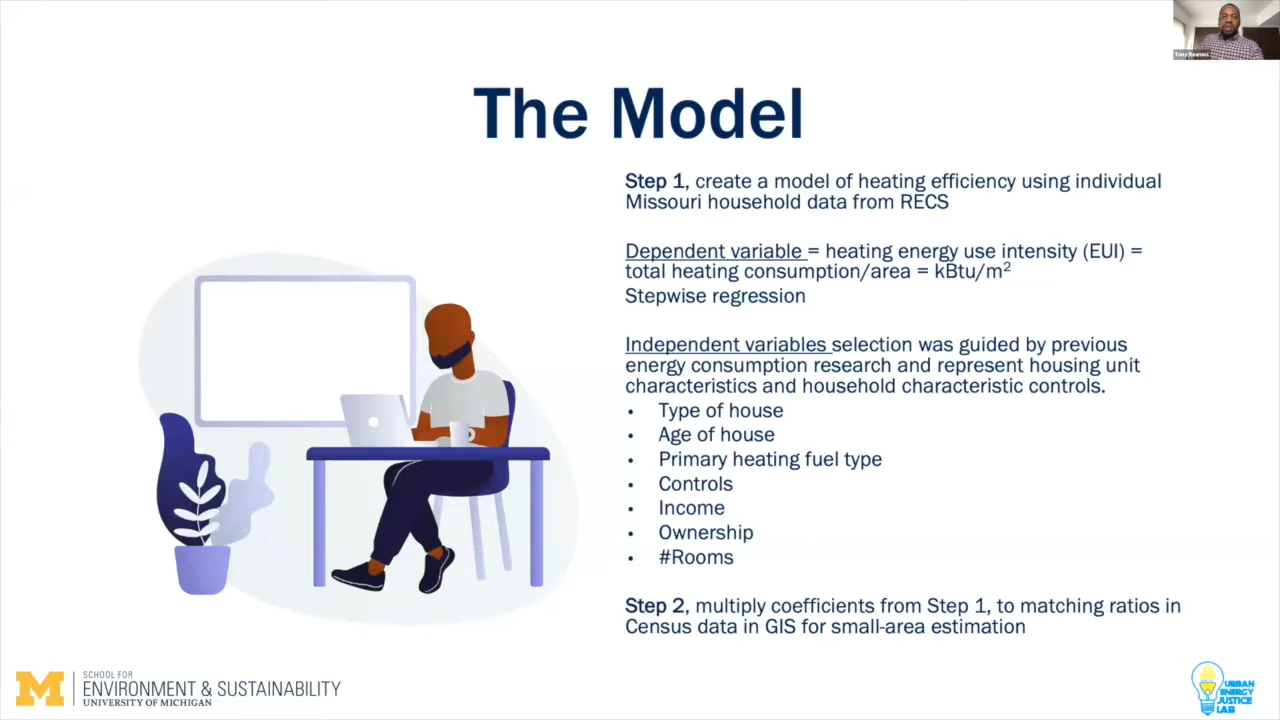 Tony Reames
The Model
Step 1, create a model of heating efficiency using individual
Missouri household data from RECS
Dependent variable = heating energy use intensity (EUI) =
total heating consumption/area = kBtu/m²
Stepwise regression
Independent variables selection was guided by previous
energy consumption research and represent housing unit
characteristics and household characteristic controls.
• Type of house
• Age of house
• Primary heating fuel type
• Controls
• Income
• Ownership
• #Rooms
Step 2, multiply coefficients from Step 1, to matching ratios in
Census data in GIS for small-area estimation
M
SCHOOL FOR
ENVIRONMENT & SUSTAINABILITY
UNIVERSITY OF MICHIGAN
URBAN
ENERGY
JUSTICE
LAB